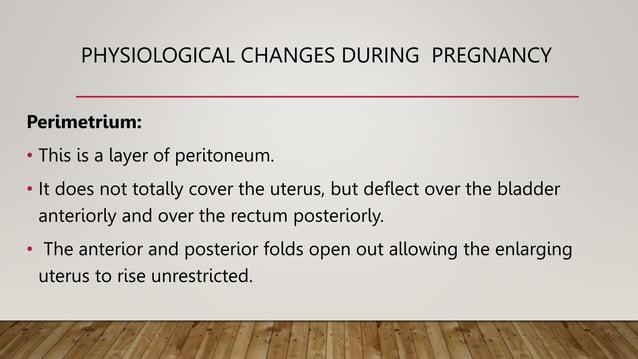 PHYSIOLOGICAL CHANGES DURING  PREGNANCY
Perimetrium:
• This is a layer of peritoneum.
• It does not totally cover the uterus, but deflect over the bladder
anteriorly and over the rectum posteriorly.
•  The anterior and posterior folds open out allowing the enlarging
uterus to rise unrestricted.